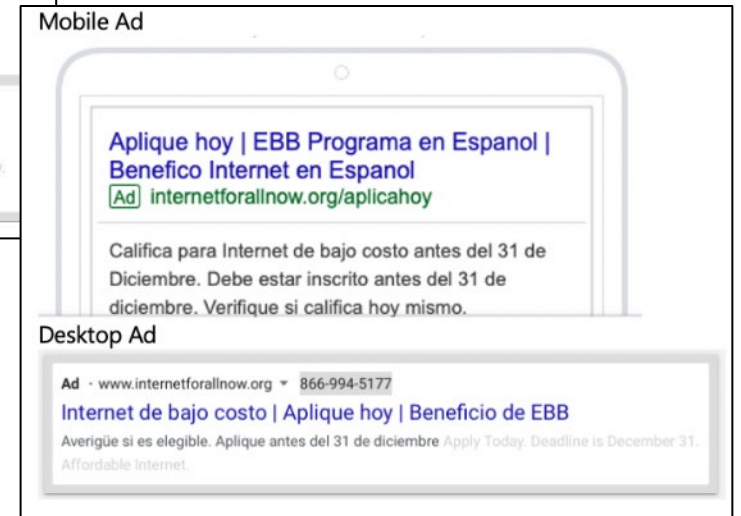 Mobile Ad
Aplique hoy | EBB Programa en Espanol |
Benefico Internet en Espanol
Ad internetforallnow.org/aplicahoy
Califica para Internet de bajo costo antes del 31 de
Diciembre. Debe estar inscrito antes del 31 de
diciembre. Verifique si califica hoy mismo.
Desktop Ad
Ad · www.internetforallnow.org 866-994-5177
Internet de bajo costo | Aplique hoy | Beneficio de EBB
Averigüe si es elegible. Aplique antes del 31 de diciembre Apply Today. Deadline is December 31.
Affordable Internet.